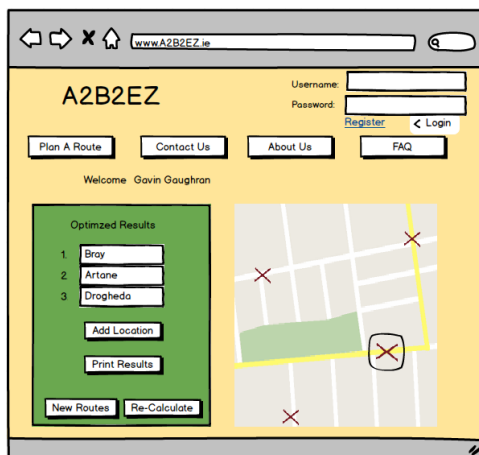 www.A2B2EZ.ie
A2B2EZ
Username:
Password:
Register
< Login
Plan A Route
Contact Us
About Us
FAQ
Welcome Gavin Gaughran
Optimzed Results
1. Bray
2. Artane
3 Drogheda
Add Location
Print Results
New Routes
Re-Calculate